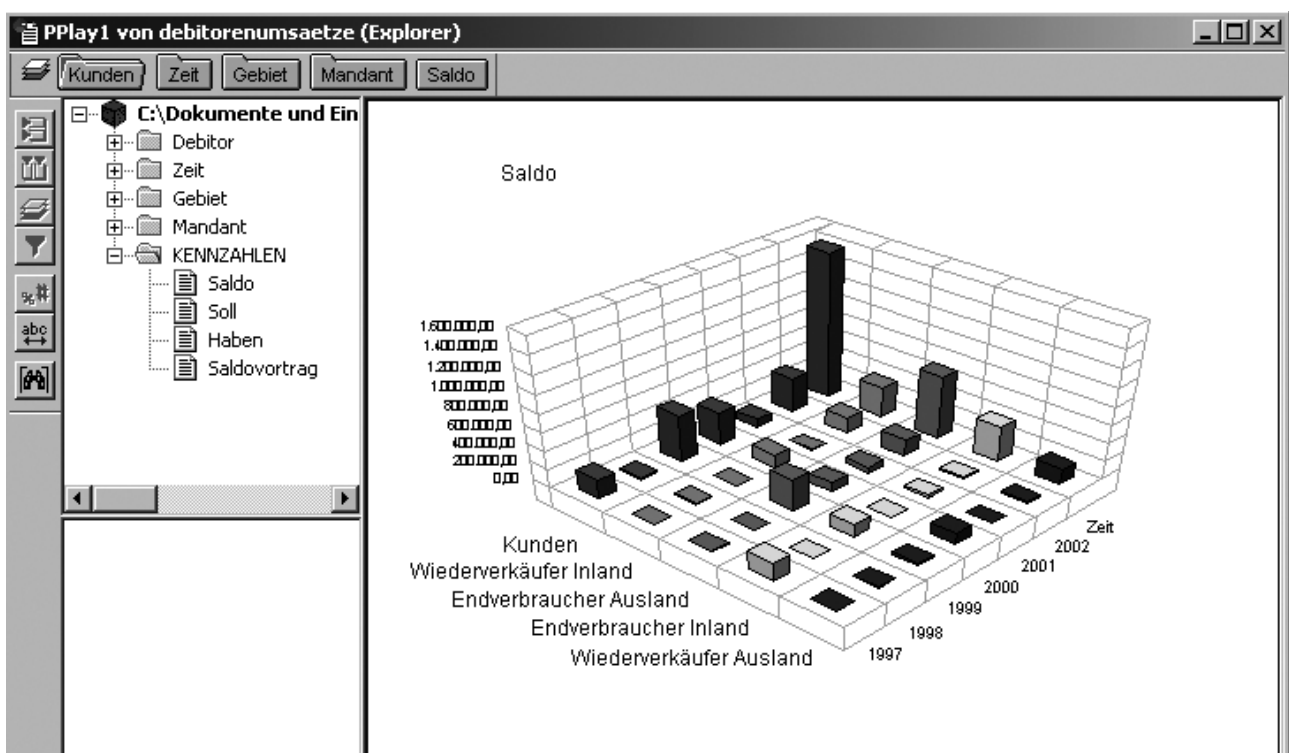 PPlay1 von debitorenumsaetze (Explorer)
Kunden Zeit Gebiet Mandant Saldo
C:\Dokumente und Ein
Debitor
Zeit
Gebiet
Mandant
KENNZAHLEN
Saldo
Soll
Haben
Saldovortrag
%#
abc
Saldo
1.600.000,00
1.400.000,00
1.200.000,00
1.000.000,00
800.000,00
600.000,00
400.000,00
200.000,00
0,00
Kunden
Wiederverkäufer Inland
Endverbraucher Ausland
Endverbraucher Inland
Wiederverkäufer Ausland
1997
1998
1999
2000
2001
2002
Zeit